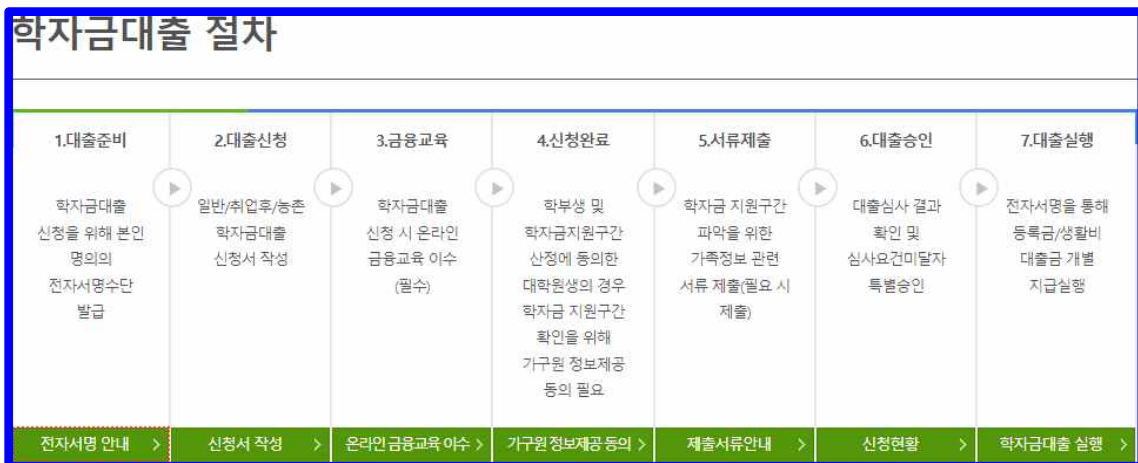 학자금대출 절차
1.대출준비
학자금대출
신청을 위해 본인
명의의
전자서명수단
발급
전자서명 안내 >
2.대출신청
일반/취업후/농촌
학자금대출
신청서 작성
신청서 작성 >
3.금융교육
학자금대출
신청 시 온라인
금융교육 이수
(필수)
온라인 금융교육 이수 >
4.신청완료
학부생 및
학자금지원구간
산정에 동의한
대학원생의 경우
학자금 지원구간
확인을 위해
가구원 정보제공
동의 필요
가구원 정보제공 동의 >
5.서류제출
학자금 지원구간
파악을 위한
가족정보 관련
서류 제출(필요 시
제출)
제출서류안내 >
6.대출승인
대출심사 결과
확인 및
심사요건미달자
특별승인
신청현황 >
7.대출실행
전자서명을 통해
등록금/생활비
대출금 개별
지급실행
학자금대출 실행 >